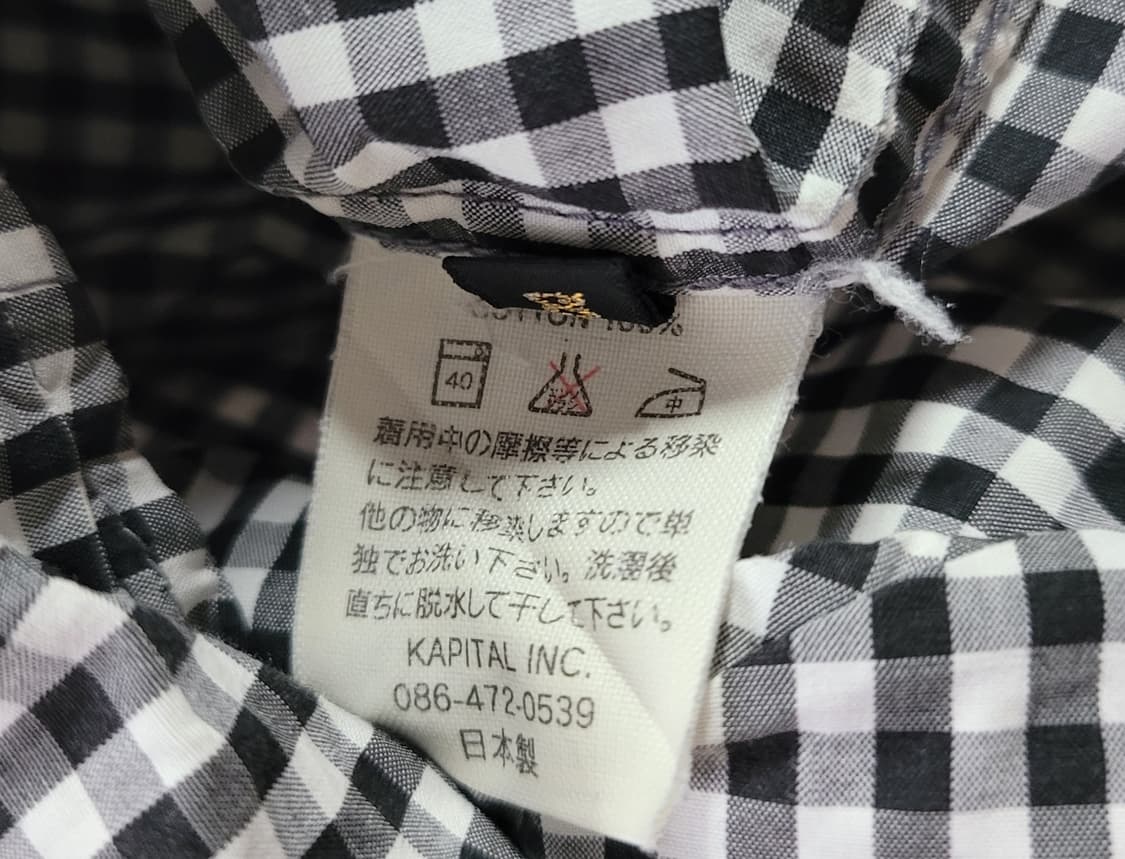 COTTON 100%
40
中
着用中の摩擦等による移染
に注意して下さい。
他の物に移染しますので単
独でお洗い下さい。洗濯後
直ちに脱水して干して下さい。
KAPITAL INC.
086-472-0539
日本製